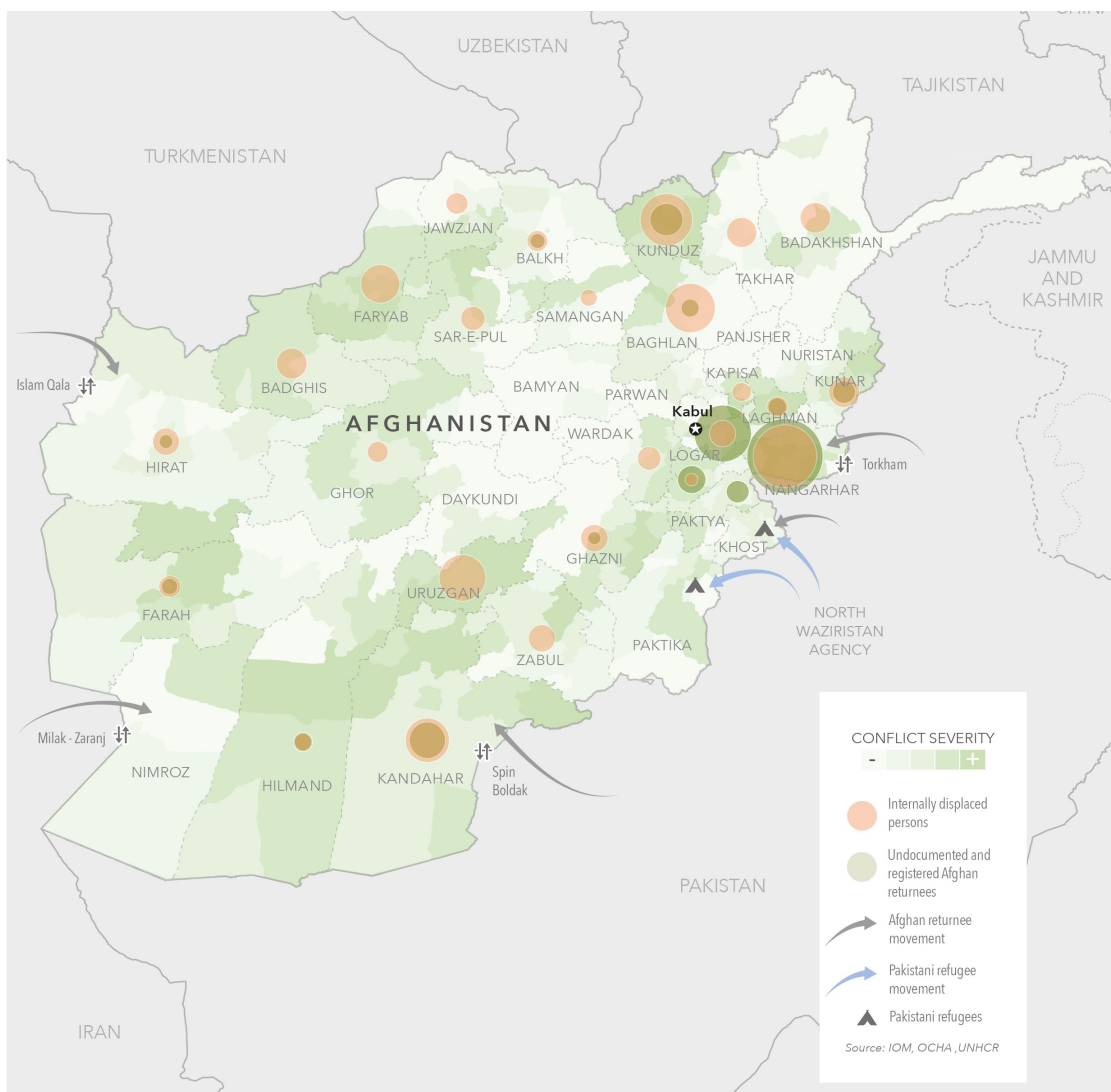 CHINA
UZBEKISTAN
TAJIKISTAN
TURKMENISTAN
JAWZJAN
BALKH
KUNDUZ
BADAKHSHAN
TAKHAR
JAMMU
AND
KASHMIR
FARYAB
SAR-E-PUL
SAMANGAN
BAGHLAN
PANJSHER
NURISTAN
BADGHIS
BAMYAN
PARWAN
KAPISA
KUNAR
Islam Qala
AFGHANISTAN
Kabul
LAGHMAN
WARDAK
LOGAR
HIRAT
Torkham
GHOR
DAYKUNDI
NANGARHAR
PAKTYA
GHAZNI
KHOST
URUZGAN
FARAH
NORTH
WAZIRISTAN
AGENCY
ZABUL
PAKTIKA
Milak - Zaranj
NIMROZ
HILMAND
KANDAHAR
Spin
Boldak
PAKISTAN
IRAN
CONFLICT SEVERITY
- +
Internally displaced
persons
Undocumented and
registered Afghan
returnees
Afghan returnee
movement
Pakistani refugee
movement
Pakistani refugees
Source: IOM, OCHA ,UNHCR